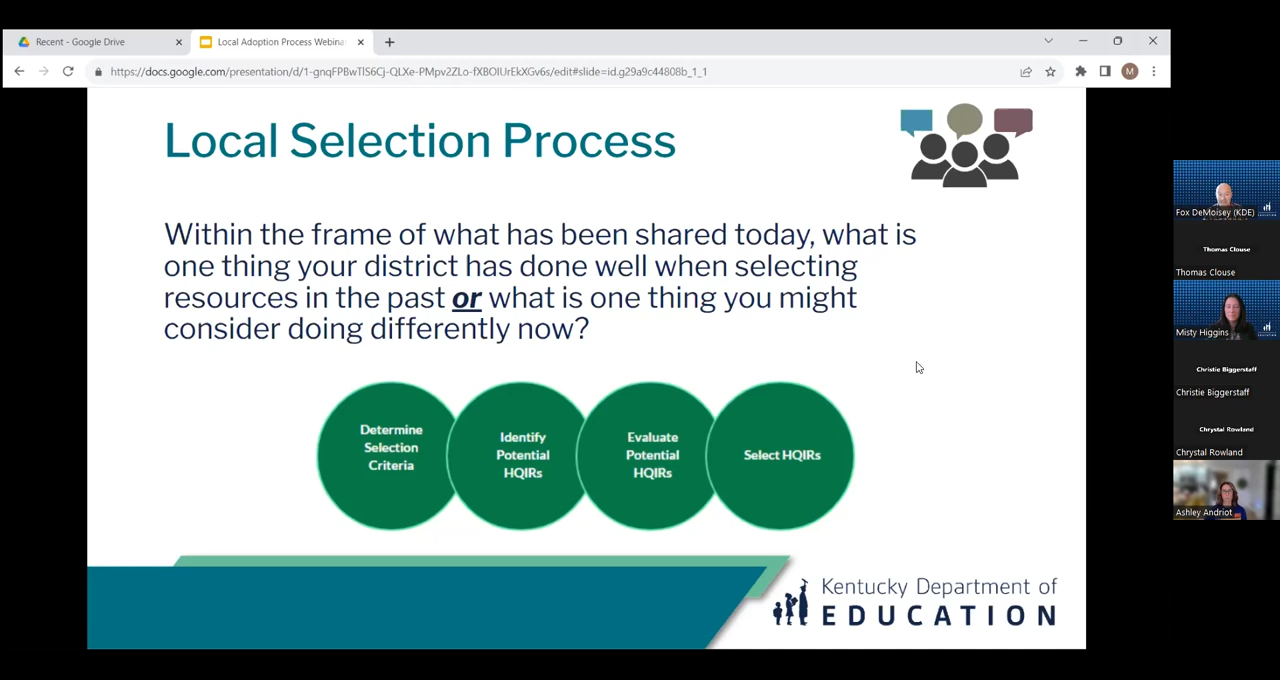 Recent - Google Drive
Local Adoption Process Webina
https://docs.google.com/presentation/d/1-gnqFPBwTlS6Cj-QLXe-PMpv2ZLo-fXBOIUrEkXGv6s/edit#slide=id.g29a9c44808b_1_1
M
Local Selection Process
Within the frame of what has been shared today, what is
one thing your district has done well when selecting
resources in the past or what is one thing you might
consider doing differently now?
Determine
Selection
Criteria
Identify
Potential
HQIRs
Evaluate
Potential
HQIRs
Select HQIRs
Kentucky Department of
EDUCATION
Fox DeMoisey (KDE)
Thomas Clouse
Thomas Clouse
Misty Higgins
Christie Biggerstaff
Christie Biggerstaff
Chrystal Rowland
Chrystal Rowland
Ashley Andriot